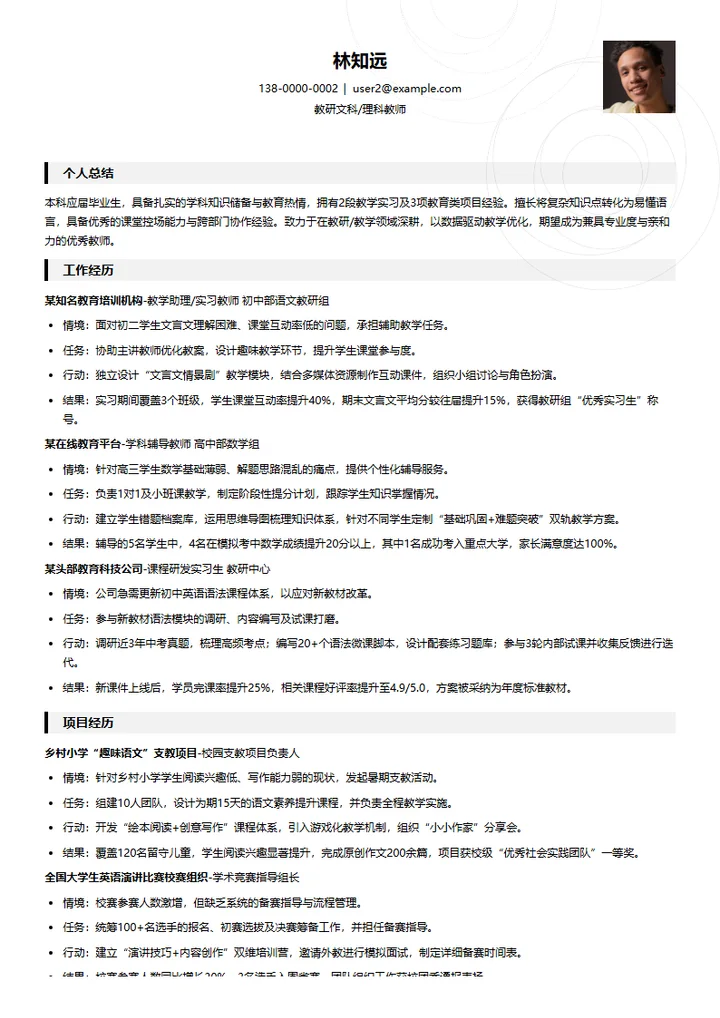 林知远
138-0000-0002 | user2@example.com
教研文科/理科教师
个人总结
本科应届毕业生，具备扎实的学科知识储备与教育热情，拥有2段教学实习及3项教育类项目经验。擅长将复杂知识点转化为易懂语
言，具备优秀的课堂控场能力与跨部门协作经验。致力于在教研/教学领域深耕，以数据驱动教学优化，期望成为兼具专业度与亲和
力的优秀教师。
工作经历
某知名教育培训机构-教学助理/实习教师 初中部语文教研组
• 情境：面对初二学生文言文理解困难、课堂互动率低的问题，承担辅助教学任务。
• 任务：协助主讲教师优化教案，设计趣味教学环节，提升学生课堂参与度。
• 行动：独立设计“文言文情景剧”教学模块，结合多媒体资源制作互动课件，组织小组讨论与角色扮演。
• 结果：实习期间覆盖3个班级，学生课堂互动率提升40%，期末文言文平均分较往届提升15%，获得教研组“优秀实习生”称
号。
某在线教育平台-学科辅导教师 高中部数学组
• 情境：针对高三学生数学基础薄弱、解题思路混乱的痛点，提供个性化辅导服务。
• 任务：负责1对1及小班课教学，制定阶段性提分计划，跟踪学生知识掌握情况。
• 行动：建立学生错题档案库，运用思维导图梳理知识体系，针对不同学生定制“基础巩固+难题突破”双轨教学方案。
• 结果：辅导的5名学生中，4名在模拟考中数学成绩提升20分以上，其中1名成功考入重点大学，家长满意度达100%。
某头部教育科技公司-课程研发实习生 教研中心
• 情境：公司急需更新初中英语语法课程体系，以应对新教材改革。
• 任务：参与新教材语法模块的调研、内容编写及试课打磨。
• 行动：调研近3年中考真题，梳理高频考点；编写20+个语法微课脚本，设计配套练习题库；参与3轮内部试课并收集反馈进行迭
代。
• 结果：新课件上线后，学员完课率提升25%，相关课程好评率提升至4.9/5.0，方案被采纳为年度标准教材。
项目经历
乡村小学“趣味语文”支教项目-校园支教项目负责人
• 情境：针对乡村小学学生阅读兴趣低、写作能力弱的现状，发起暑期支教活动。
• 任务：组建10人团队，设计为期15天的语文素养提升课程，并负责全程教学实施。
• 行动：开发“绘本阅读+创意写作”课程体系，引入游戏化教学机制，组织“小小作家”分享会。
• 结果：覆盖120名留守儿童，学生阅读兴趣显著提升，完成原创作文200余篇，项目获校级“优秀社会实践团队”一等奖。
全国大学生英语演讲比赛校赛组织-学术竞赛指导组长
• 情境：校赛参赛人数激增，但缺乏系统的备赛指导与流程管理。
• 任务：统筹100+名选手的报名、初赛选拔及决赛筹备工作，并担任备赛指导。
• 行动：建立“演讲技巧+内容创作”双维培训营，邀请外教进行模拟面试，制定详细备赛时间表。